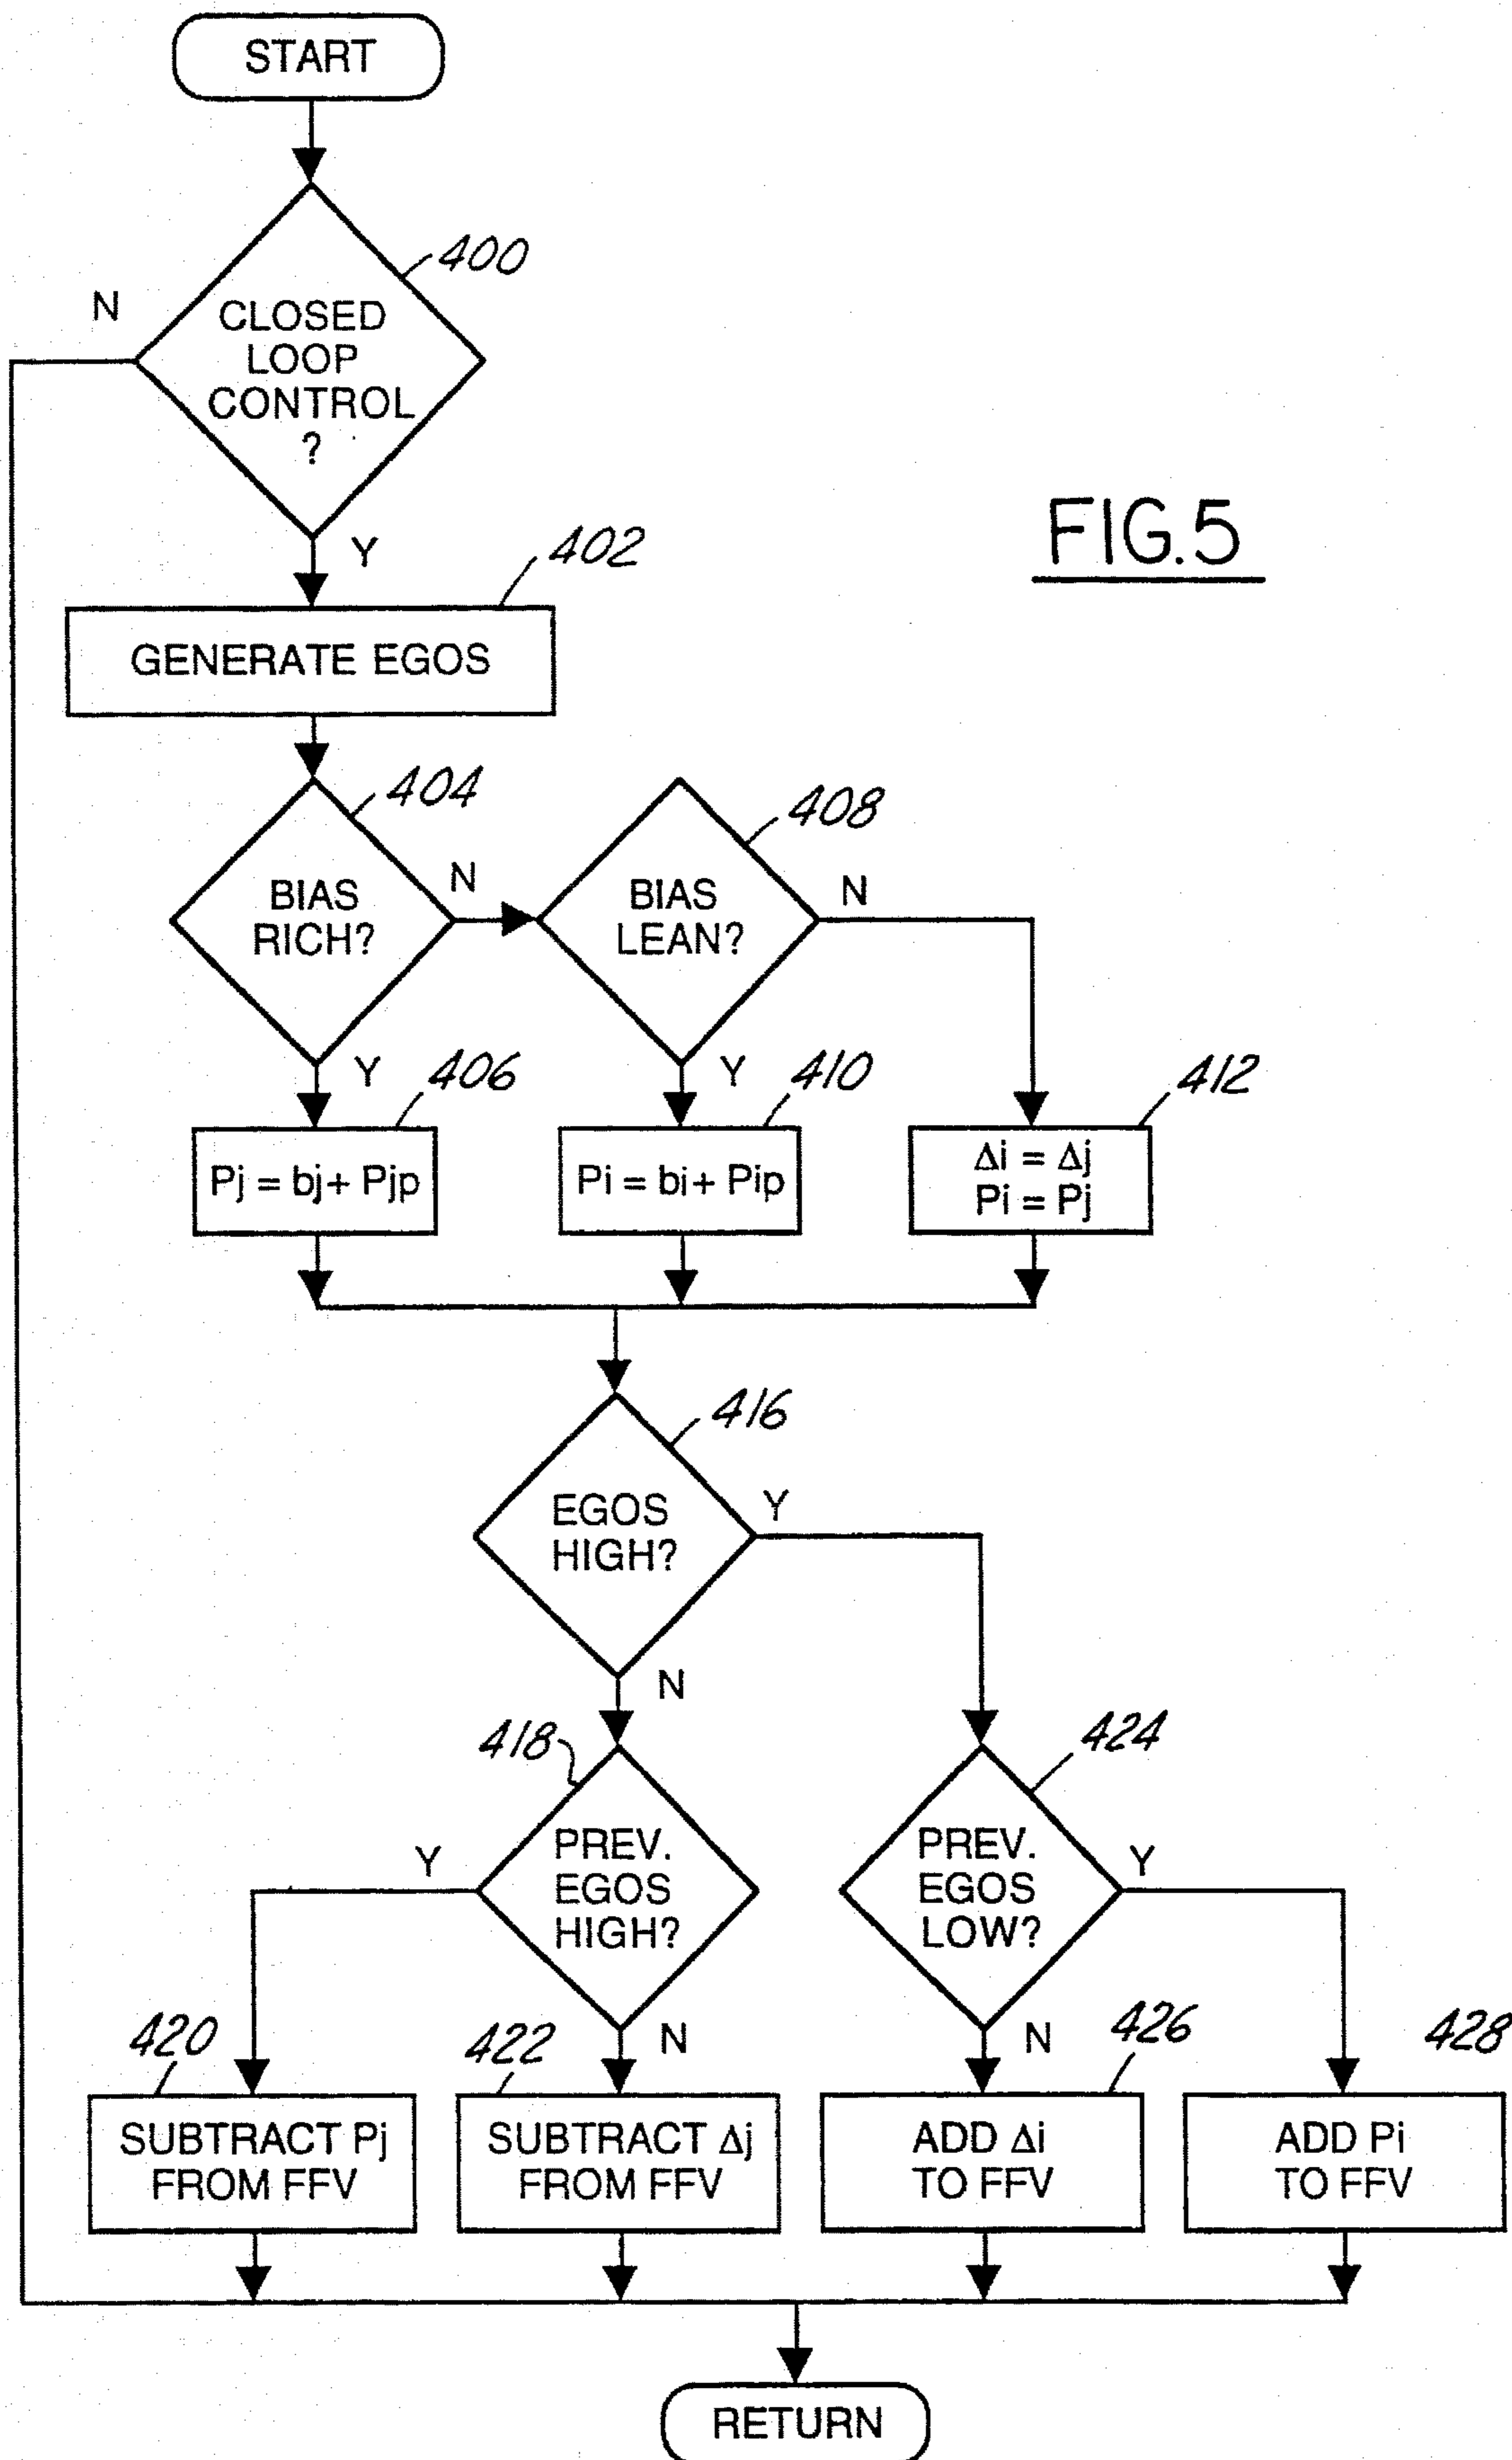 START
400
N
CLOSED
LOOP
CONTROL
?
FIG.5
Y
402
GENERATE EGOS
404
408
BIAS
RICH?
N
BIAS
LEAN?
N
Y
406
Y
410
412
Pj = bj+ Pjp
Pi = bi+ Pip
Δi = Δj
Pi = Pj
416
EGOS
HIGH?
Y
N
418
424
Y
PREV.
EGOS
HIGH?
PREV.
EGOS
LOW?
Y
420
422
N
N
426
428
SUBTRACT Pj
FROM FFV
SUBTRACT Δj
FROM FFV
ADD Δi
TO FFV
ADD Pi
TO FFV
RETURN